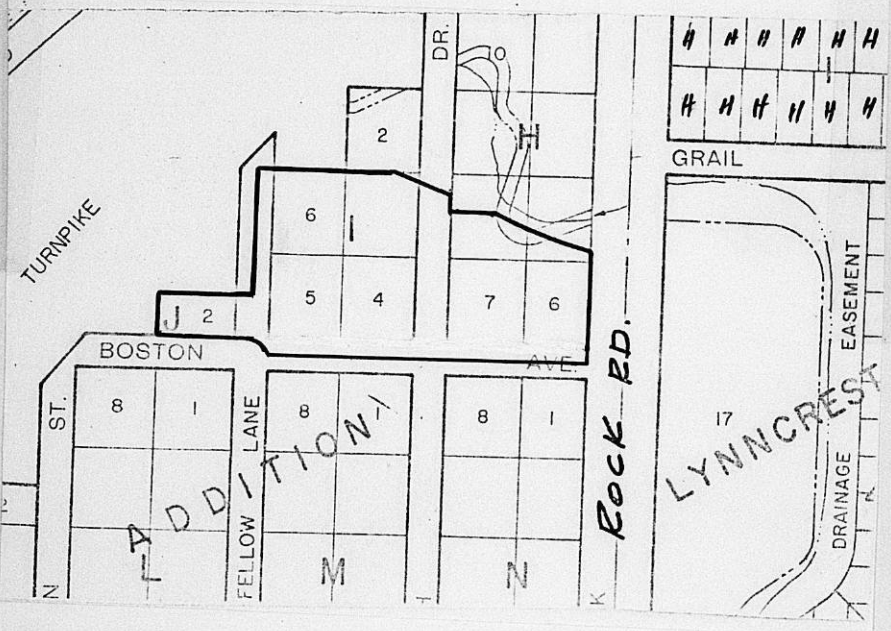 DR.
10
H H H H H H
I
H H H H H H
2
H
GRAIL
TURNPIKE
6
I
5
4
7
6
J
2
BOSTON
AVE.
ROCK RD.
EASEMENT
DRAINAGE
17
LYNNCREST
ST.
8
1
LANE
8
8
1
ADDITION
FELLOW
L
M
N
N
K